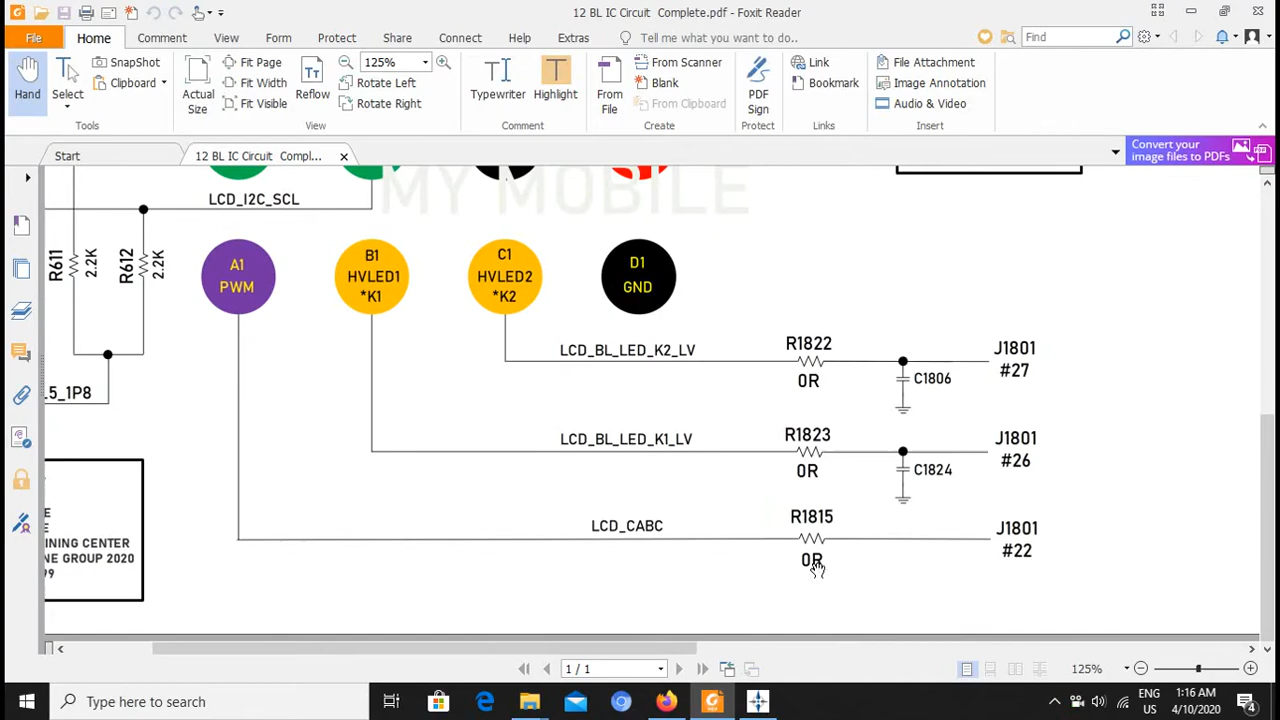 12 BL IC Circuit Complete.pdf - Foxit Reader
File
Home
Comment
View
Form
Protect
Share
Connect
Help
Extras
Tell me what you want to do..
Find
Hand
Select
SnapShot
Clipboard
Actual
Size
Fit Page
Fit Width
Fit Visible
Reflow
125%
Rotate Left
Rotate Right
Typewriter
Highlight
From
File
From Scanner
Blank
From Clipboard
PDF
Sign
Link
Bookmark
File Attachment
Image Annotation
Audio & Video
Tools
View
Comment
Create
Protect
Links
Insert
Start
12 BL IC Circuit Compl...
Convert your
image files to PDFs
LCD_I2C_SCL
MY MOBILE
R611
2.2K
R612
2.2K
A1
PWM
B1
HVLED1
*K1
C1
HVLED2
*K2
D1
GND
LCD_BL_LED_K2_LV
R1822
0R
C1806
J1801
#27
L5_1P8
LCD_BL_LED_K1_LV
R1823
0R
C1824
J1801
#26
LCD_CABC
R1815
0R
J1801
#22
E
INING CENTER
NE GROUP 2020
99
1 / 1
125%
Type here to search
ENG
US
1:16 AM
4/10/2020
4